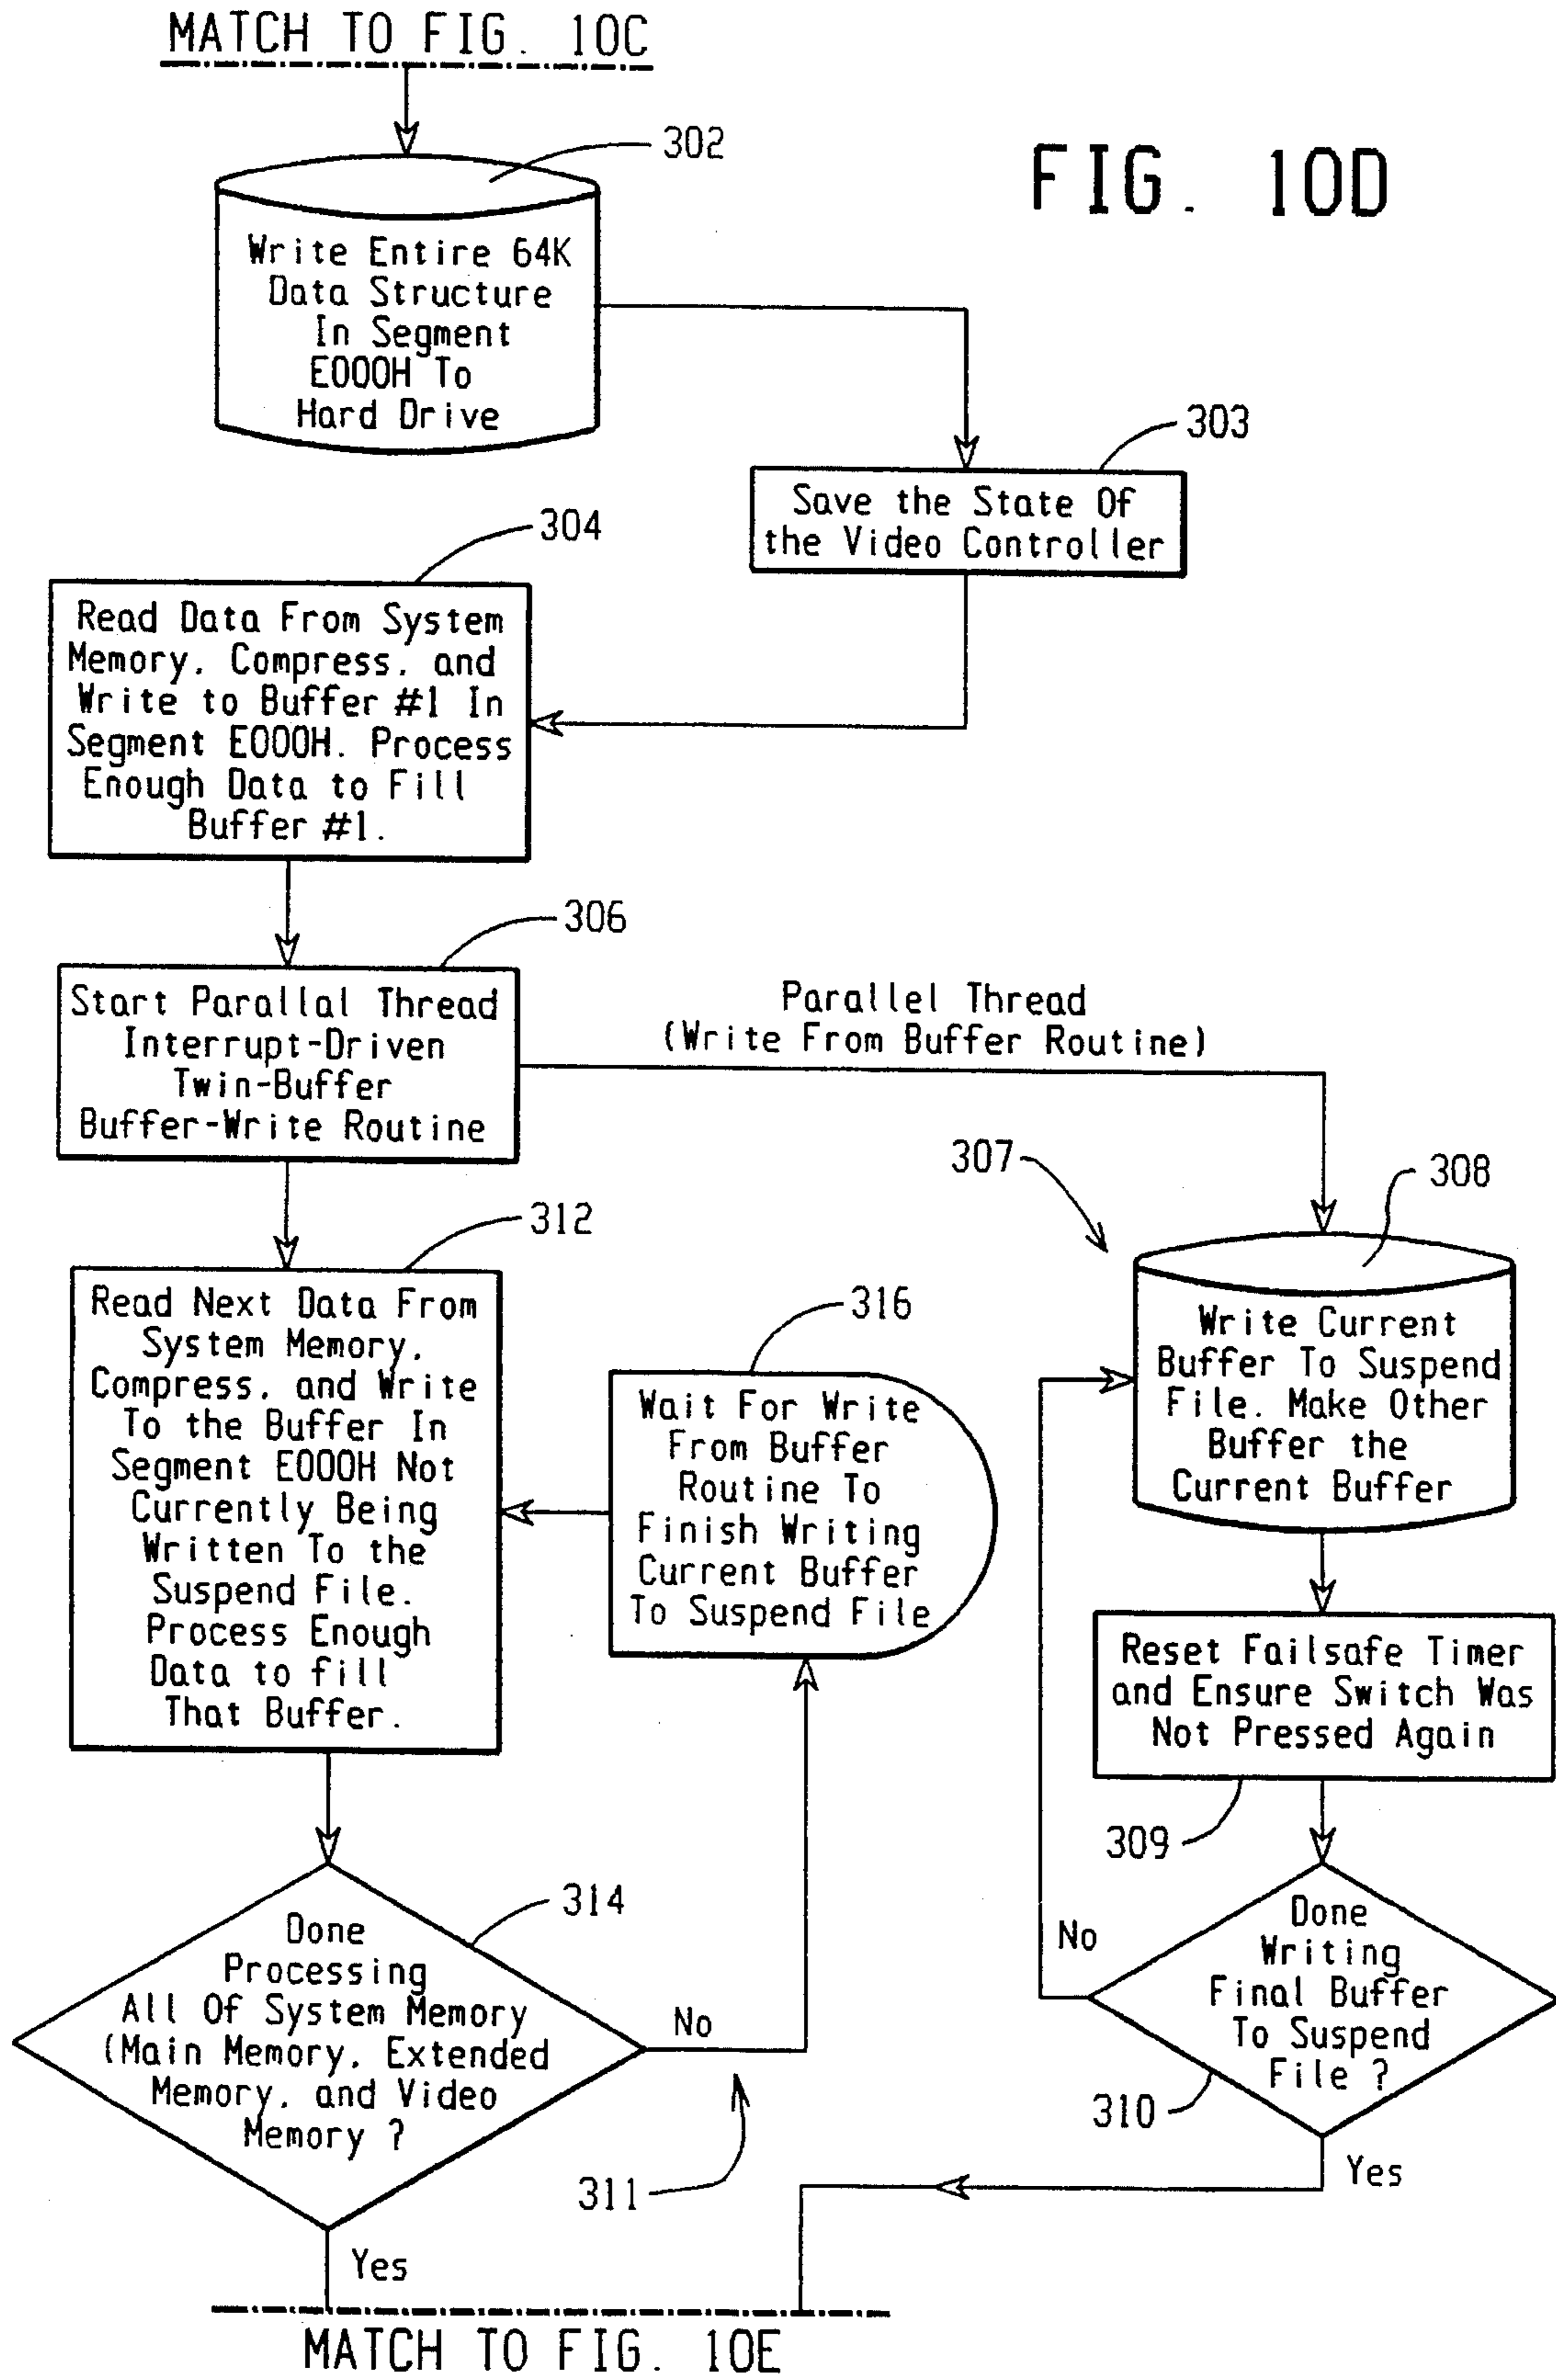 MATCH TO FIG. 10C
302
FIG. 10D
Write Entire 64K
Data Structure
In Segment
E000H To
Hard Drive
303
Save the State Of
the Video Controller
304
Read Data From System
Memory, Compress, and
Write to Buffer #1 In
Segment E000H. Process
Enough Data to Fill
Buffer #1.
306
Start Parallal Thread
Interrupt-Driven
Twin-Buffer
Buffer-Write Routine
Parallel Thread
(Write From Buffer Routine)
307
308
312
Read Next Data From
System Memory,
Compress, and Write
To the Buffer In
Segment E000H Not
Currently Being
Written To the
Suspend File.
Process Enough
Data to fill
That Buffer.
316
Wait For Write
From Buffer
Routine To
Finish Writing
Current Buffer
To Suspend File
Write Current
Buffer To Suspend
File. Make Other
Buffer the
Current Buffer
Reset Failsafe Timer
and Ensure Switch Was
Not Pressed Again
309
314
Done
Processing
All Of System Memory
(Main Memory, Extended
Memory, and Video
Memory ?
No
311
Yes
Done
Writing
Final Buffer
To Suspend
File ?
No
310
Yes
MATCH TO FIG. 10E